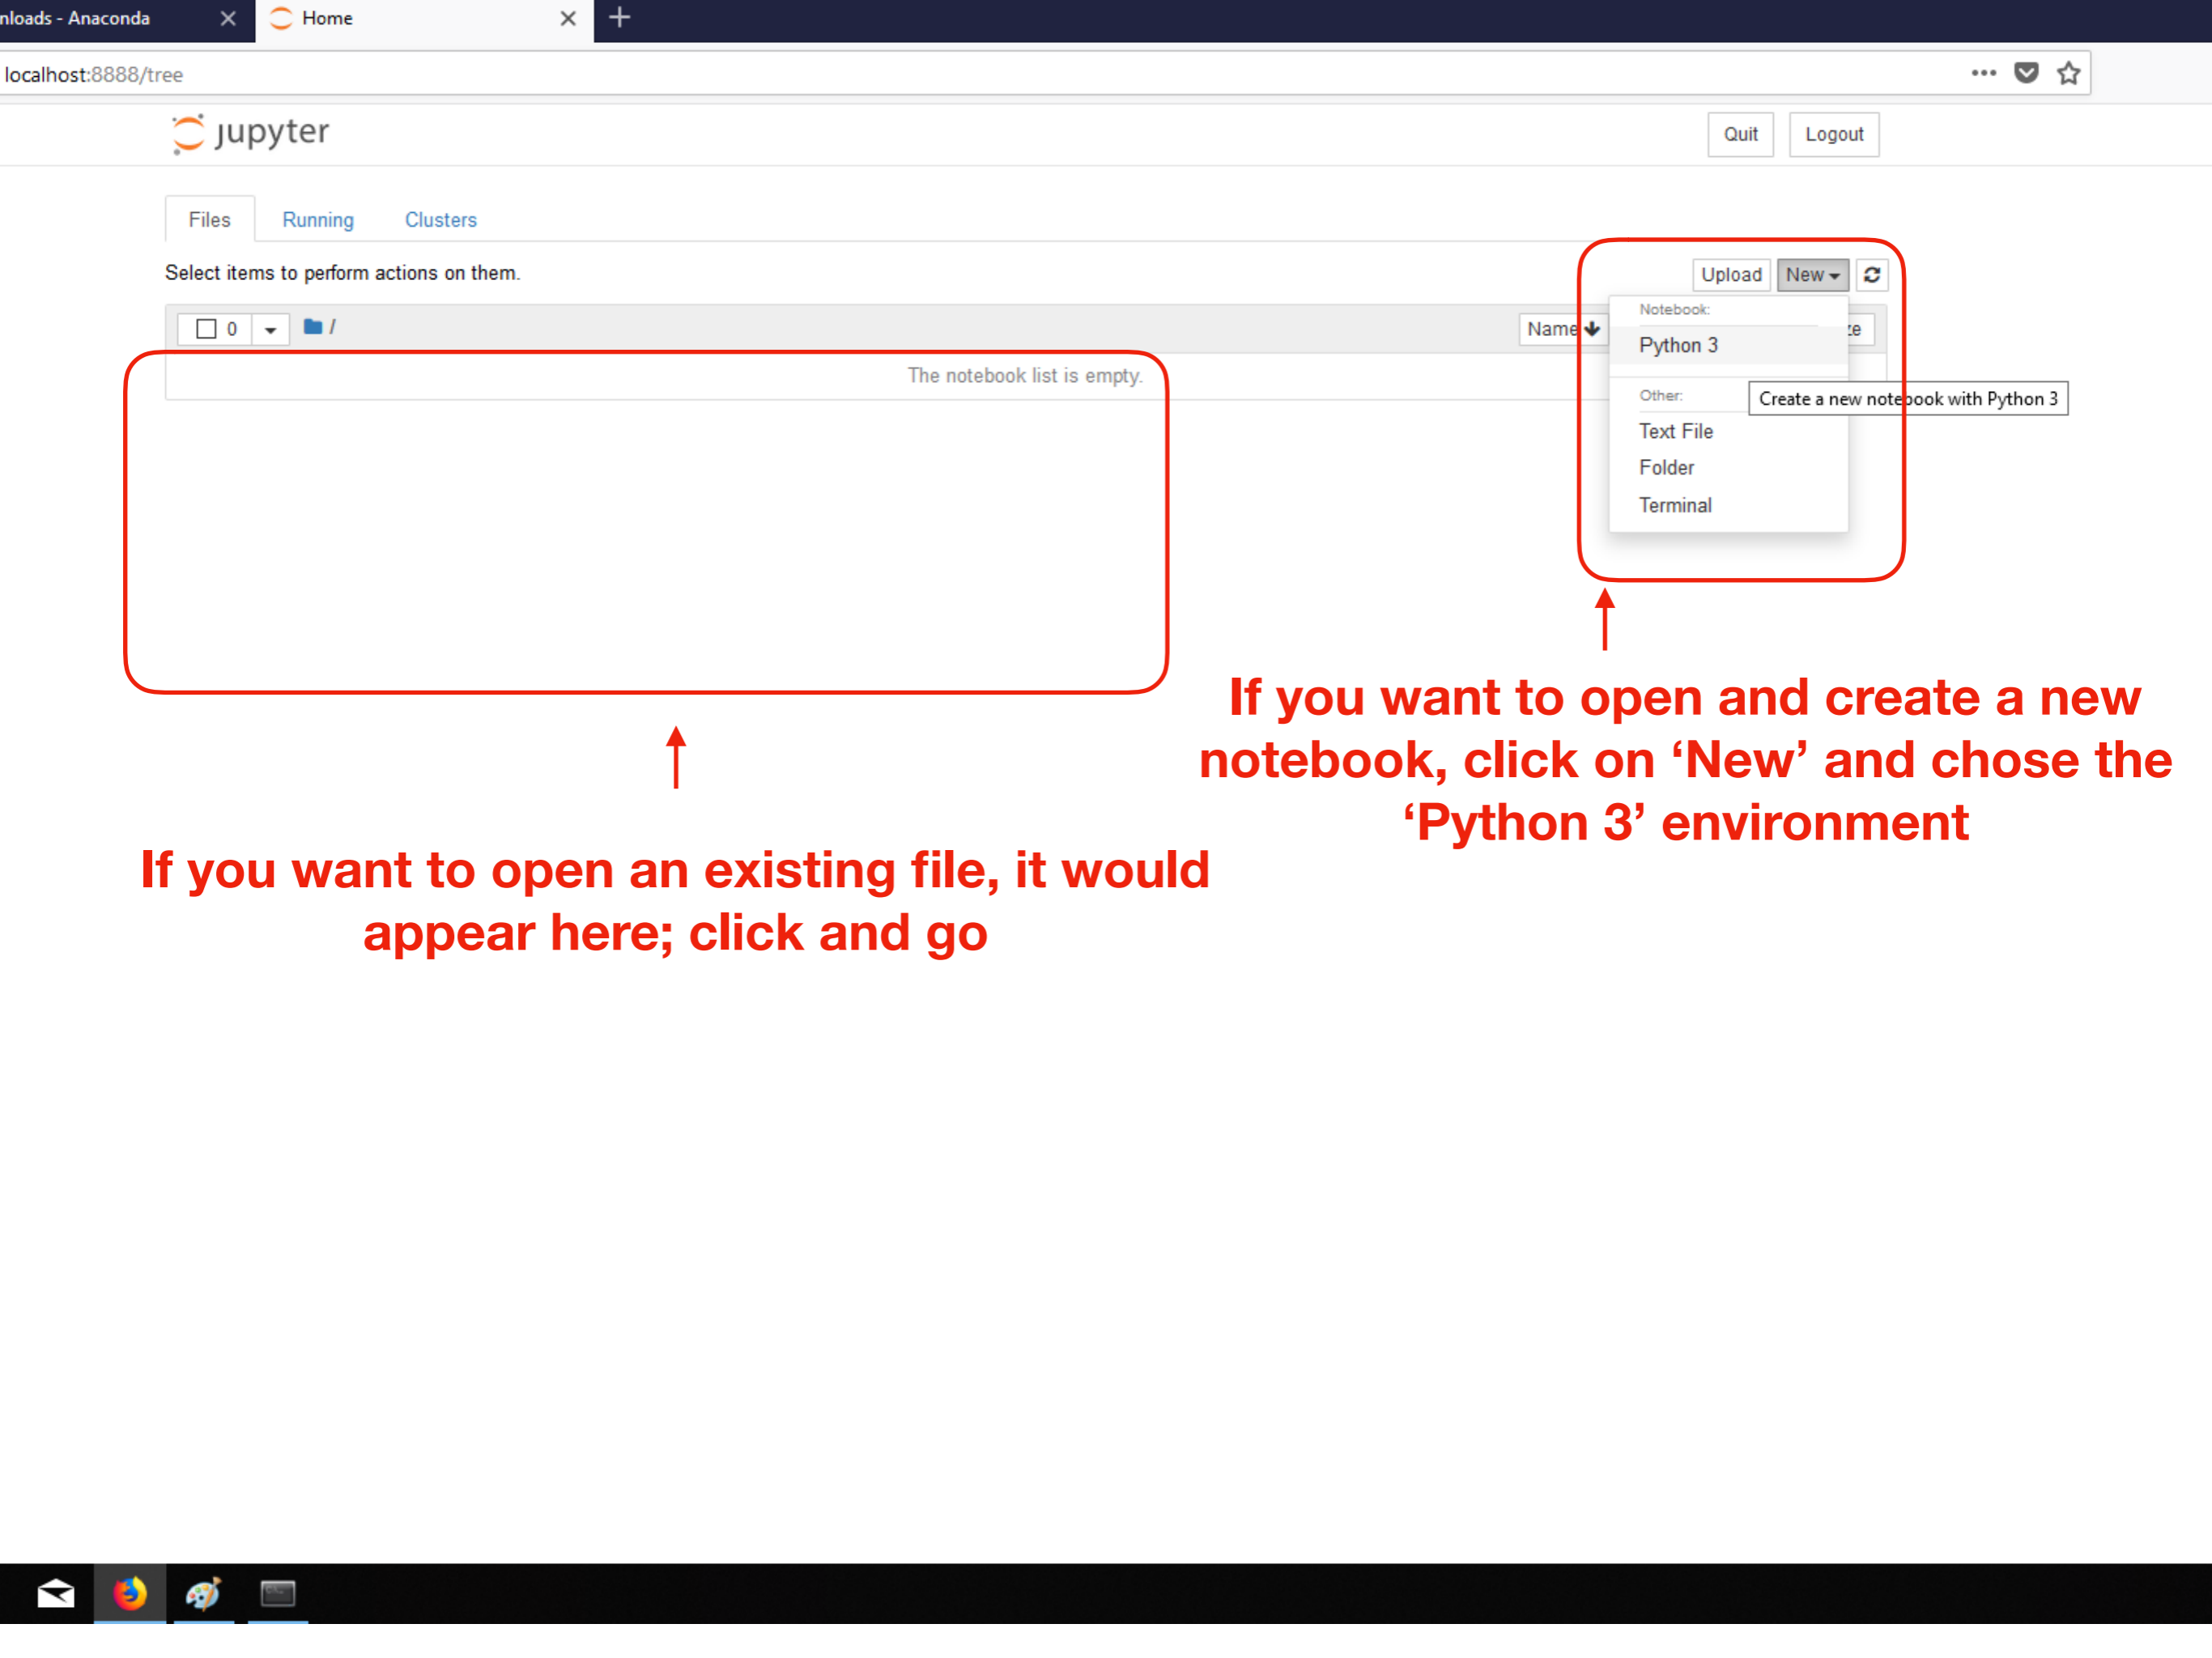 nloads - Anaconda
Home
localhost:8888/tree
jupyter
Quit Logout
Files Running Clusters
Select items to perform actions on them.
Upload New
0 /
Name
ze
Notebook:
Python 3
The notebook list is empty.
Other:
Create a new notebook with Python 3
Text File
Folder
Terminal
If you want to open and create a new
notebook, click on ‘New’ and chose the
‘Python 3’ environment
If you want to open an existing file, it would
appear here; click and go